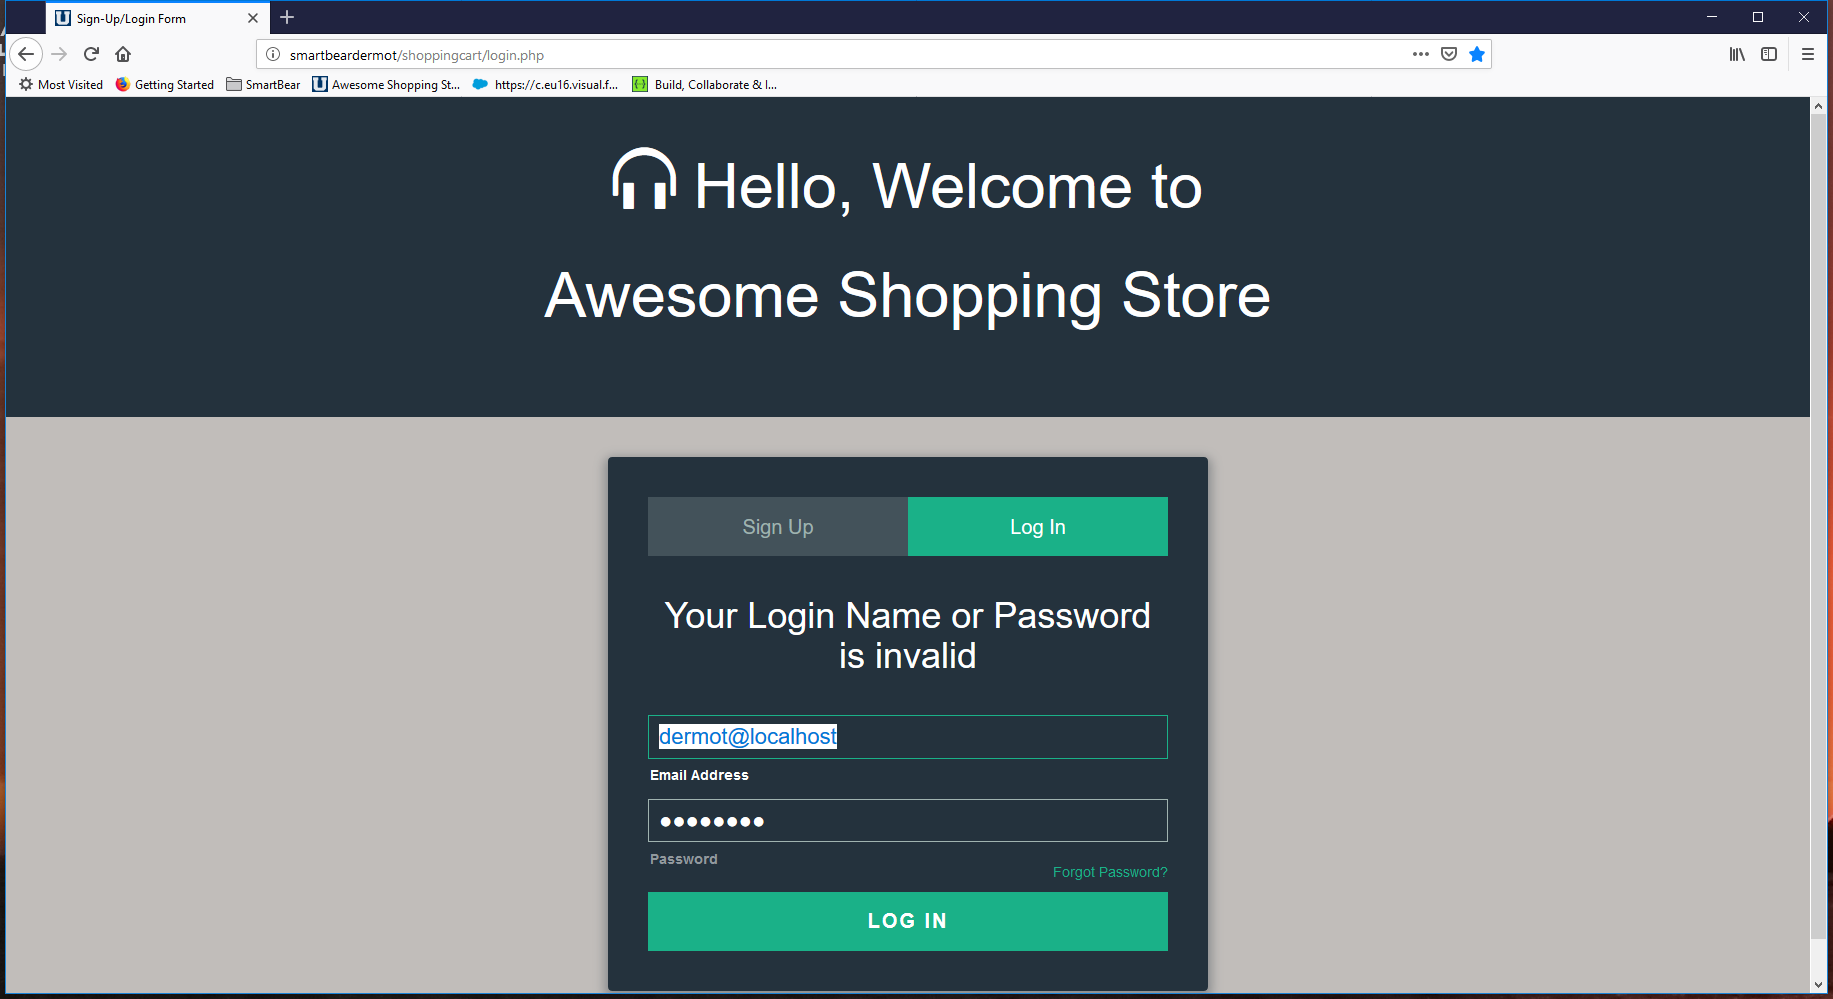 Sign-Up/Login Form
smartbeardermot/shoppingcart/login.php
Most Visited Getting Started SmartBear Awesome Shopping St... https://c.eu16.visual.f... Build, Collaborate & I...
Hello, Welcome to
Awesome Shopping Store
Sign Up Log In
Your Login Name or Password
is invalid
dermot@localhost
Email Address
Password
Forgot Password?
LOG IN